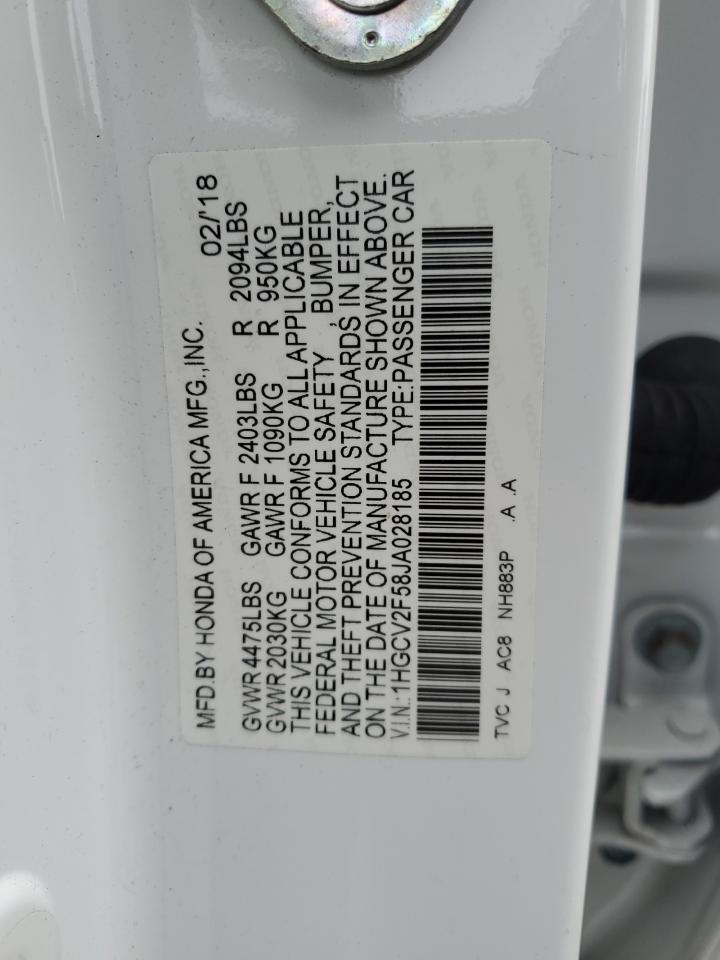 MFD.BY HONDA OF AMERICA MFG.,INC. 02/'18
GVWR 4475LBS GAWR F 2403LBS R 2094LBS
GVWR 2030KG GAWR F 1090KG R 950KG
THIS VEHICLE CONFORMS TO ALL APPLICABLE
FEDERAL MOTOR VEHICLE SAFETY , BUMPER,
AND THEFT PREVENTION STANDARDS IN EFFECT
ON THE DATE OF MANUFACTURE SHOWN ABOVE.
V.I.N.:1HGCV2F58JA028185 TYPE:PASSENGER CAR
TVC J AC8 NH883P .A .A